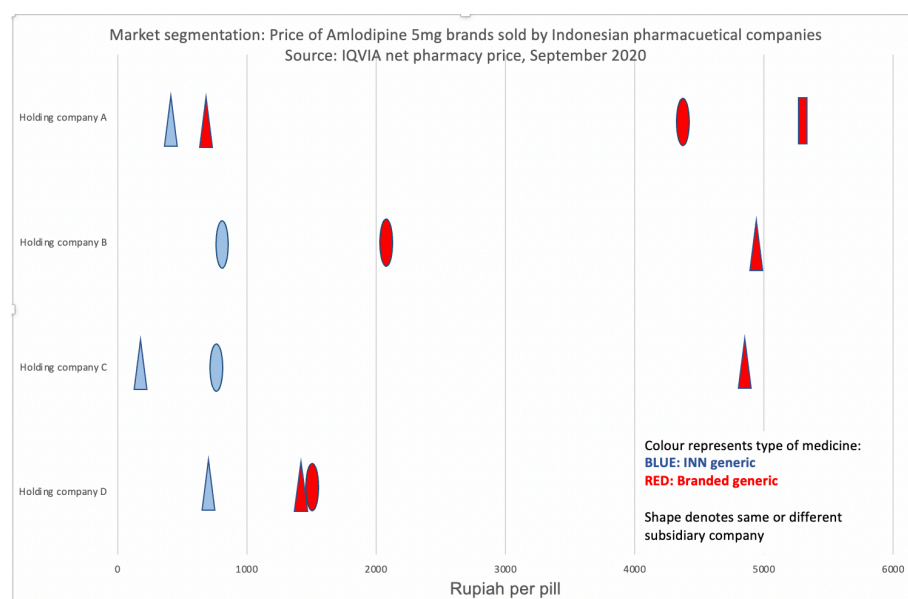 Market segmentation: Price of Amlodipine 5mg brands sold by Indonesian pharmacuetical companies
Source: IQVIA net pharmacy price, September 2020
Holding company A
Holding company B
Holding company C
Holding company D
Colour represents type of medicine:
BLUE: INN generic
RED: Branded generic
Shape denotes same or different
subsidiary company
0 1000 2000 3000 4000 5000 6000
Rupiah per pill